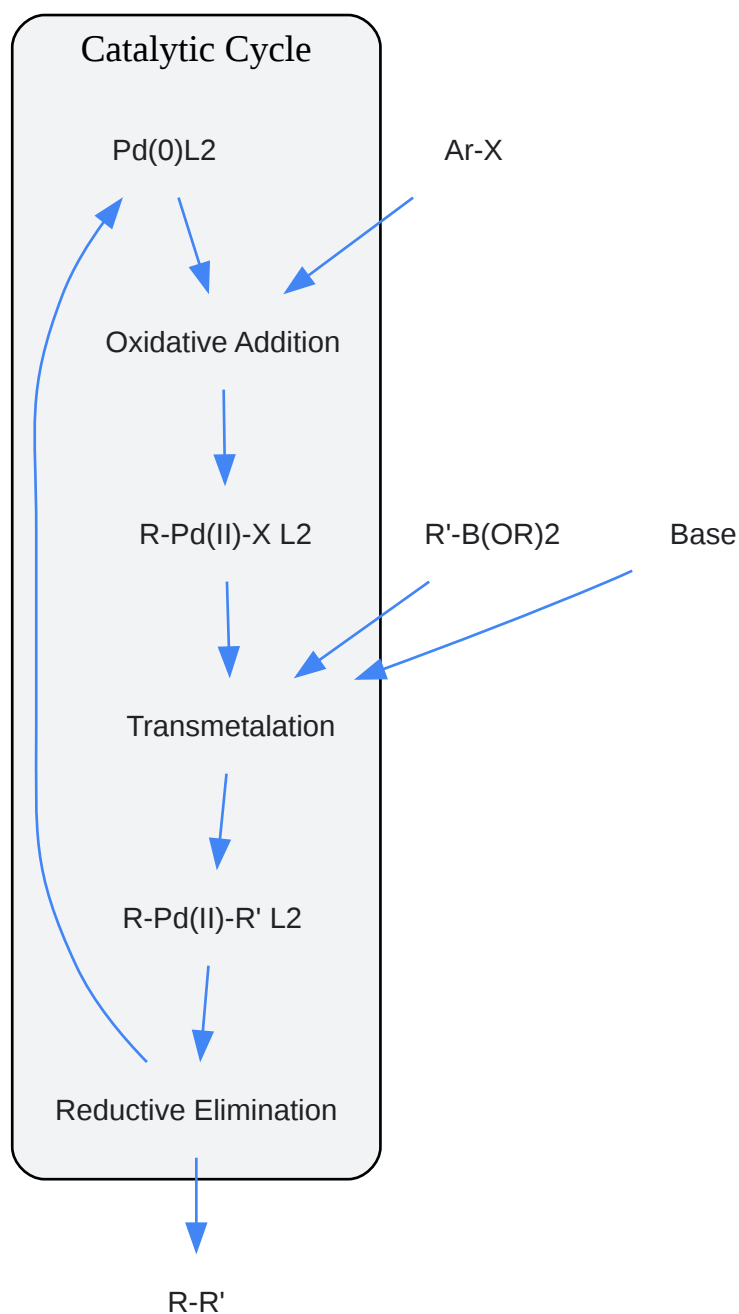 Catalytic Cycle
Pd(0)L2
Ar-X
Oxidative Addition
R-Pd(II)-X L2
R'-B(OR)2
Base
Transmetalation
R-Pd(II)-R' L2
Reductive Elimination
R-R'